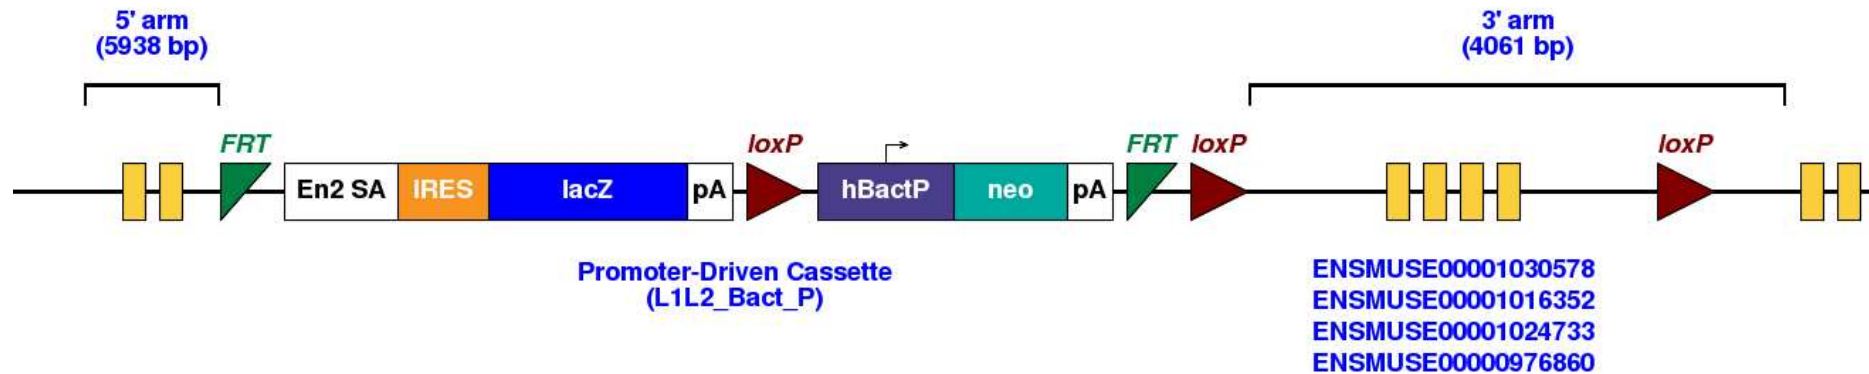 5' arm
(5938 bp)
3' arm
(4061 bp)
FRT
loxP
FRT
loxP
loxP
En2 SA
IRES
lacZ
pA
hBactP
neo
pA
Promoter-Driven Cassette
(L1L2_Bact_P)
ENSMUSE00001030578
ENSMUSE00001016352
ENSMUSE00001024733
ENSMUSE00000976860